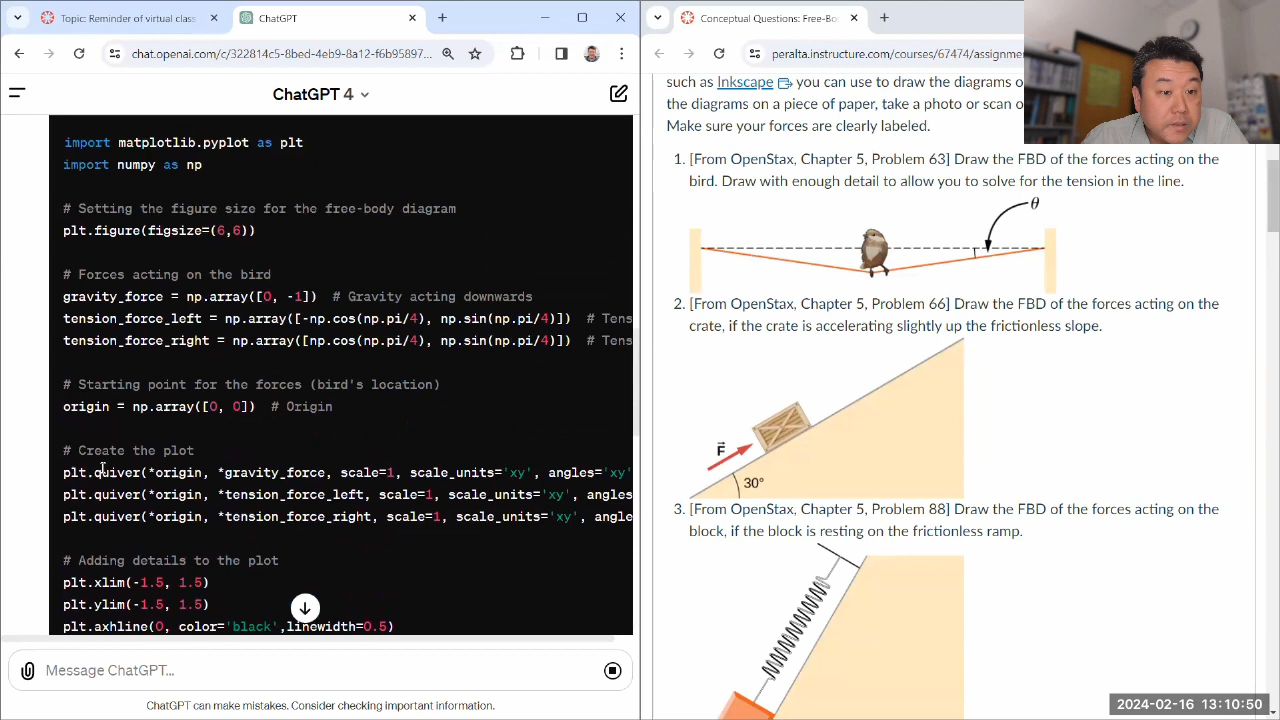 Topic: Reminder of virtual class
ChatGPT
chat.openai.com/c/322814c5-8bed-4eb9-8a12-f6b95897...
ChatGPT 4
import matplotlib.pyplot as plt
import numpy as np
# Setting the figure size for the free-body diagram
plt.figure(figsize=(6,6))
# Forces acting on the bird
gravity_force = np.array([0, -1])  # Gravity acting downwards
tension_force_left = np.array([-np.cos(np.pi/4), np.sin(np.pi/4)])  # Tens
tension_force_right = np.array([np.cos(np.pi/4), np.sin(np.pi/4)])  # Tens
# Starting point for the forces (bird's location)
origin = np.array([0, 0])  # Origin
# Create the plot
plt.quiver(*origin, *gravity_force, scale=1, scale_units='xy', angles='xy'
plt.quiver(*origin, *tension_force_left, scale=1, scale_units='xy', angles
plt.quiver(*origin, *tension_force_right, scale=1, scale_units='xy', angle
# Adding details to the plot
plt.xlim(-1.5, 1.5)
plt.ylim(-1.5, 1.5)
plt.axhline(0, color='black',linewidth=0.5)
Message ChatGPT...
ChatGPT can make mistakes. Consider checking important information.
Conceptual Questions: Free-Bo
peralta.instructure.com/courses/67474/assignme
such as Inkscape you can use to draw the diagrams o
the diagrams on a piece of paper, take a photo or scan o
Make sure your forces are clearly labeled.
1. [From OpenStax, Chapter 5, Problem 63] Draw the FBD of the forces acting on the
bird. Draw with enough detail to allow you to solve for the tension in the line.
θ
2. [From OpenStax, Chapter 5, Problem 66] Draw the FBD of the forces acting on the
crate, if the crate is accelerating slightly up the frictionless slope.
F
30°
3. [From OpenStax, Chapter 5, Problem 88] Draw the FBD of the forces acting on the
block, if the block is resting on the frictionless ramp.
2024-02-16 13:10:50